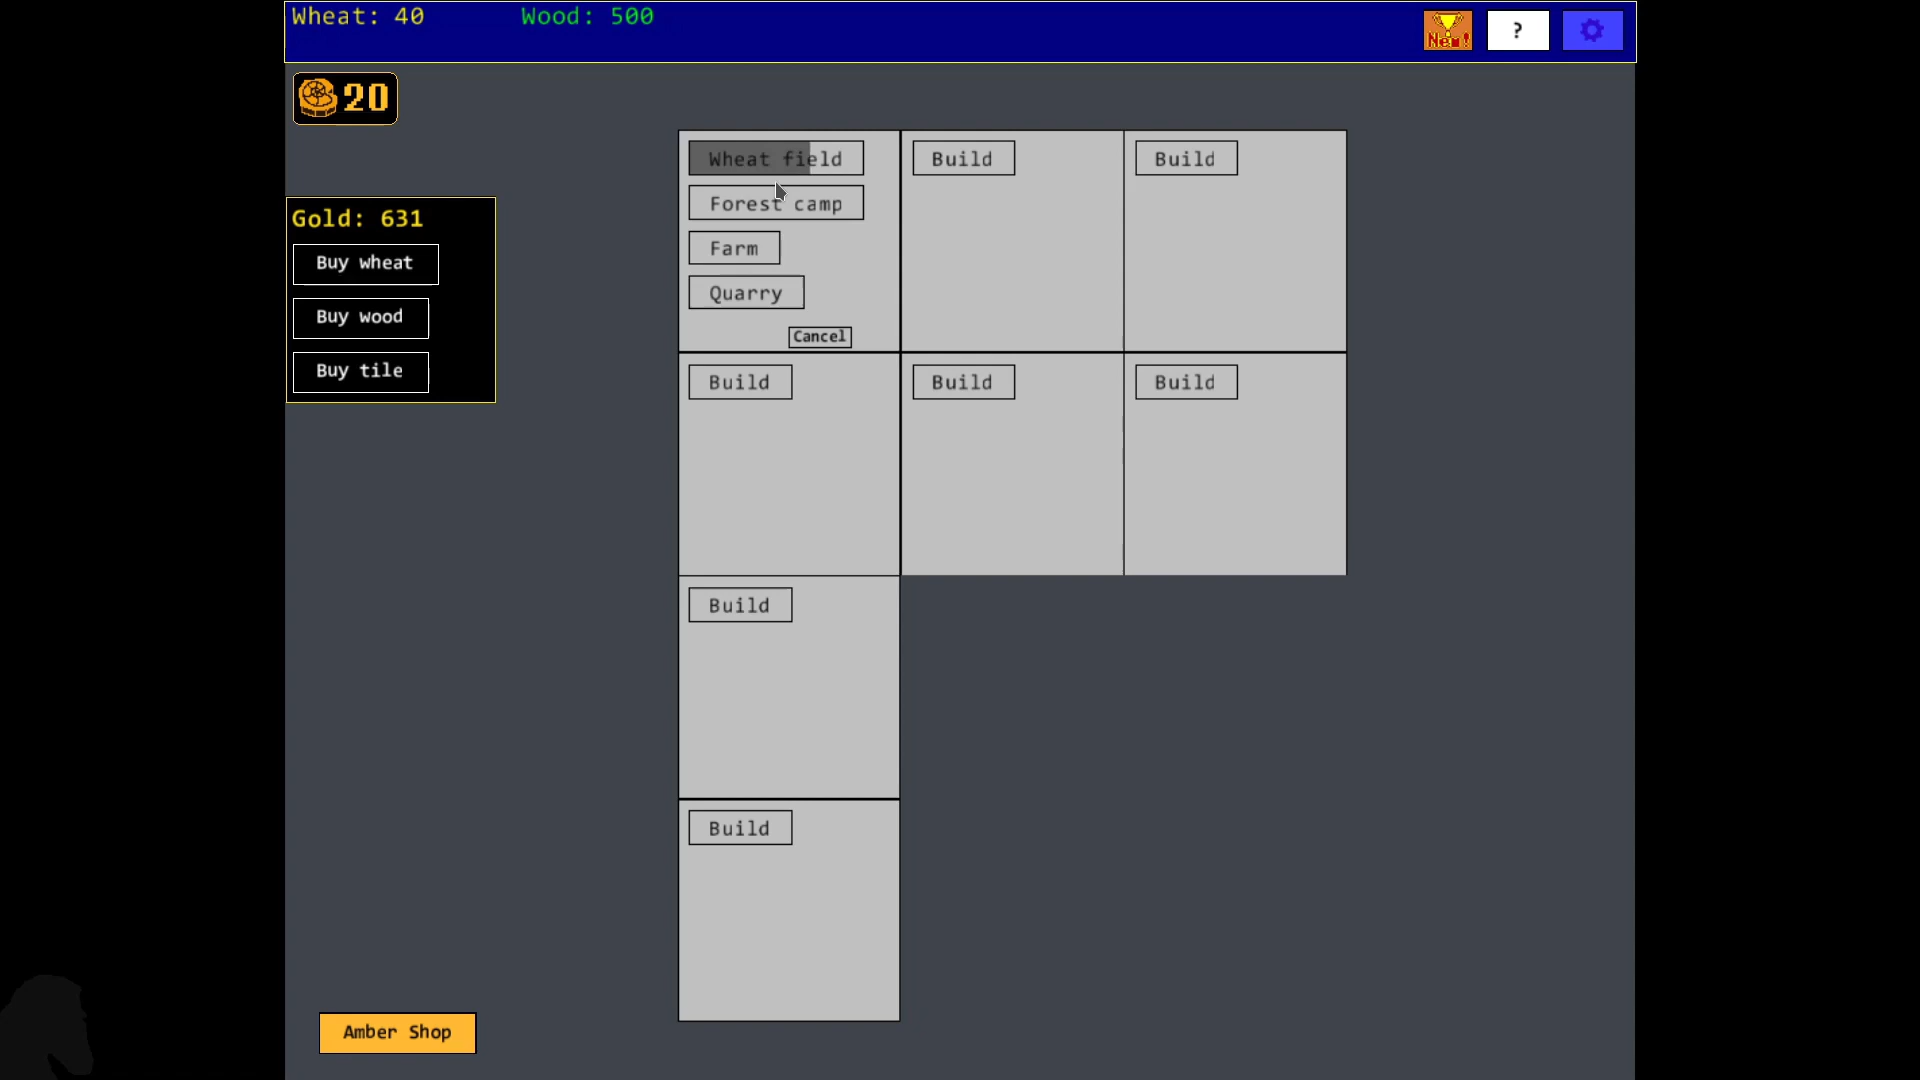 Wheat: 40
Wood: 500
New!
?
20
Gold: 631
Buy wheat
Buy wood
Buy tile
Wheat field
Forest camp
Farm
Quarry
Cancel
Build
Build
Build
Build
Build
Build
Build
Amber Shop